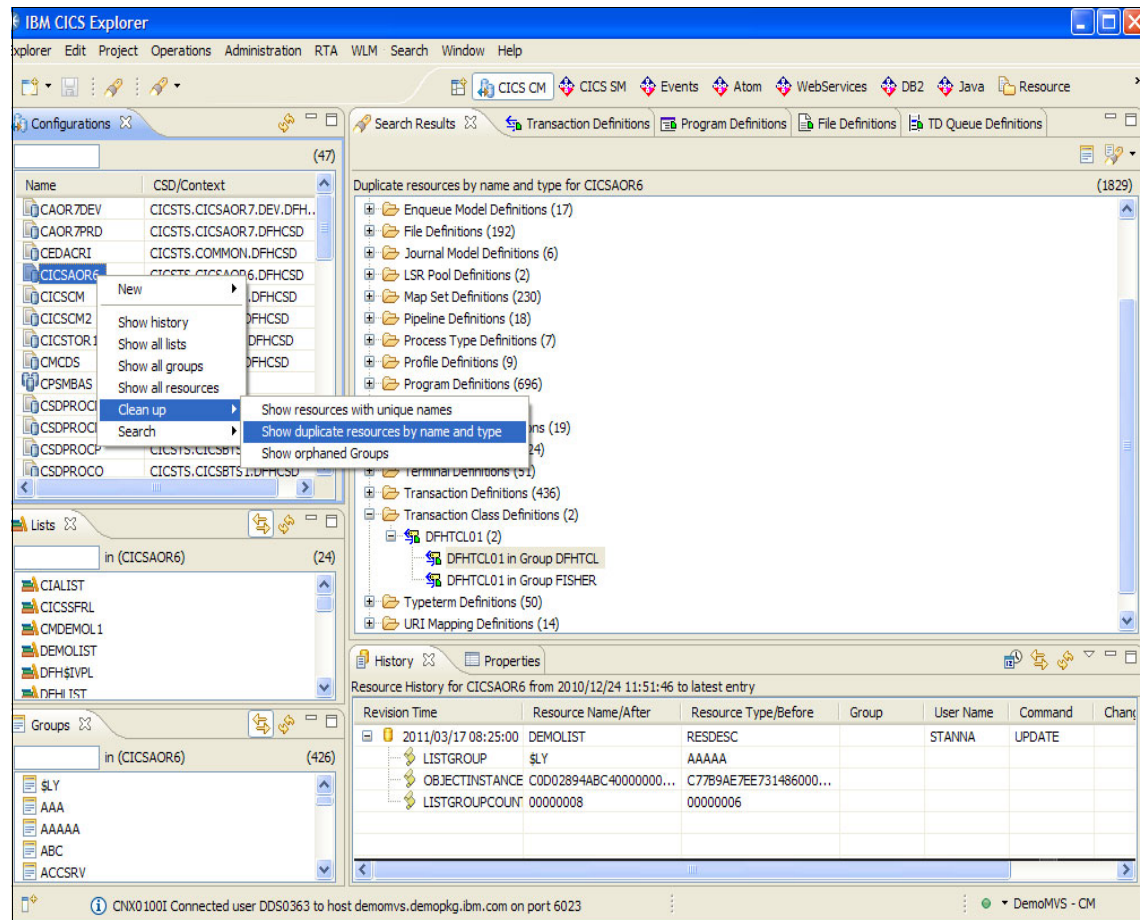 IBM CICS Explorer
xplorer Edit Project Operations Administration RTA WLM Search Window Help
CICS CM CICS SM Events Atom WebServices DB2 Java Resource
Configurations
(47)
Name CSD/Context
CAOR7DEV CICSTS.CICSAOR7.DEV.DFH..
CAOR7PRD CICSTS.CICSAOR7.DFHCSD
CEDACRI CICSTS.COMMON.DFHCSD
CICSAOR6 CICSTS.CICSAOR6.DFHCSD
CICSCM .DFHCSD
CICSCM2 DFHCSD
CICSTOR1 DFHCSD
CMCDS DFHCSD
CPSMBAS
CSDPROC
CSDPROC
CSDPROCP CICSTS.CICSBTS
CSDPROCO CICSTS.CICSBTS1.DFHCSD
New
Show history
Show all lists
Show all groups
Show all resources
Clean up
Search
Show resources with unique names
Show duplicate resources by name and type
Show orphaned Groups
Lists
in (CICSAOR6) (24)
CIALIST
CICSSFRL
CMDEMOL1
DEMOLIST
DFH$IVPL
DFHLIST
Groups
in (CICSAOR6) (426)
$LY
AAA
AAAAA
ABC
ACCSRV
Search Results Transaction Definitions Program Definitions File Definitions TD Queue Definitions
Duplicate resources by name and type for CICSAOR6 (1829)
Enqueue Model Definitions (17)
File Definitions (192)
Journal Model Definitions (6)
LSR Pool Definitions (2)
Map Set Definitions (230)
Pipeline Definitions (18)
Process Type Definitions (7)
Profile Definitions (9)
Program Definitions (696)
ons (19)
24)
Terminal Definitions (51)
Transaction Definitions (436)
Transaction Class Definitions (2)
DFHTCL01 (2)
DFHTCL01 in Group DFHTCL
DFHTCL01 in Group FISHER
Typeterm Definitions (50)
URI Mapping Definitions (14)
History Properties
Resource History for CICSAOR6 from 2010/12/24 11:51:46 to latest entry
Revision Time Resource Name/After Resource Type/Before Group User Name Command Chang
2011/03/17 08:25:00 DEMOLIST RESDESC STANNA UPDATE
LISTGROUP $LY AAAAA
OBJECTINSTANCE C0D02894ABC40000000... C77B9AE7EE731486000...
LISTGROUPCOUNT 00000008 00000006
CNX0100I Connected user DDS0363 to host demomvs.demopkg.ibm.com on port 6023
DemoMVS - CM